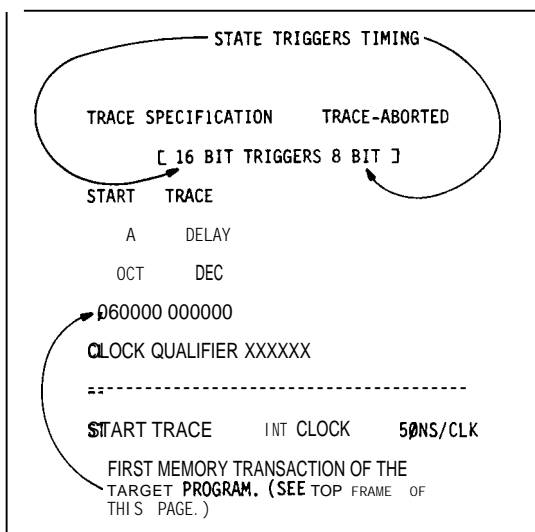 STATE TRIGGERS TIMING
TRACE SPECIFICATION TRACE-ABORTED
[ 16 BIT TRIGGERS 8 BIT ]
START TRACE
A DELAY
OCT DEC
060000 000000
CLOCK QUALIFIER XXXXXX
START TRACE INT CLOCK 50NS/CLK
FIRST MEMORY TRANSACTION OF THE
TARGET PROGRAM. (SEE TOP FRAME OF
THIS PAGE.)